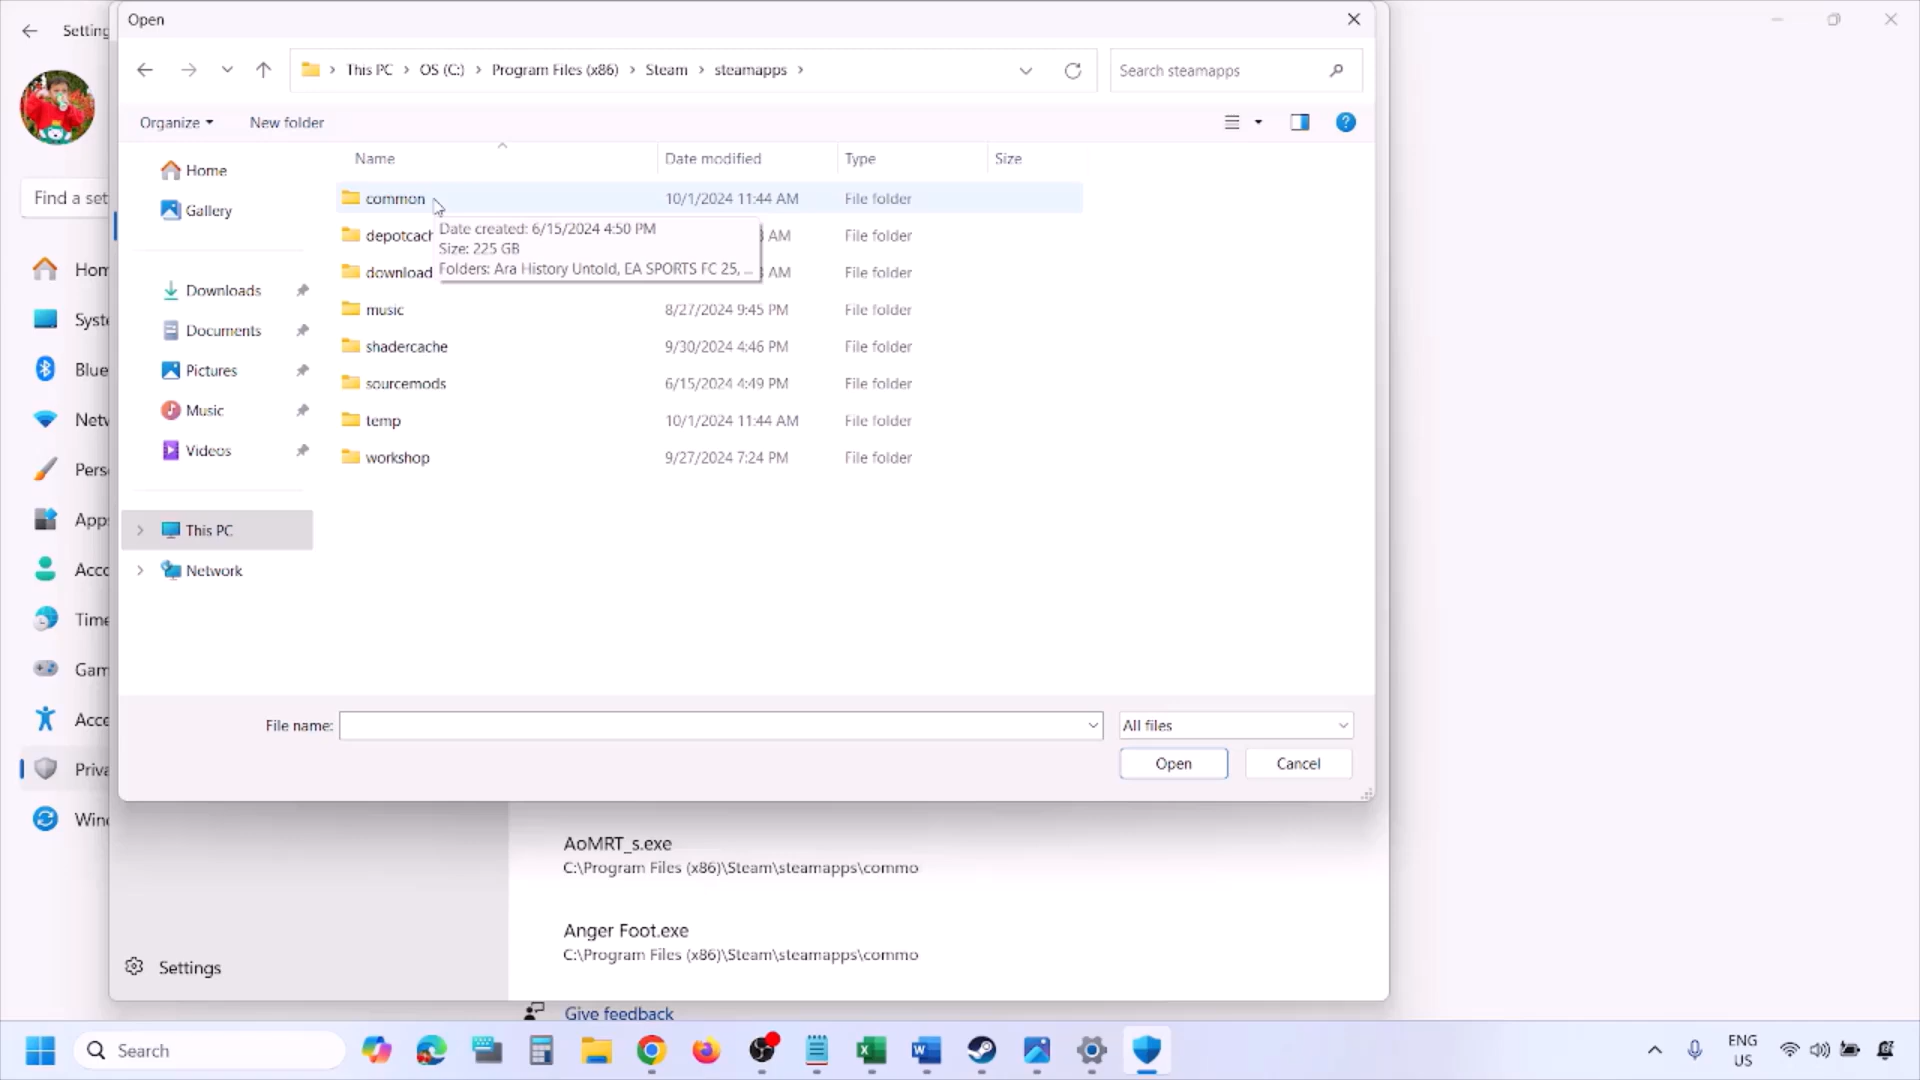 Open
Setting
This PC > OS (C:) > Program Files (x86) > Steam > steamapps >
Search steamapps
Organize
New folder
Name
Date modified
Type
Size
Home
Gallery
Downloads
Documents
Pictures
Music
Videos
This PC
Network
common 10/1/2024 11:44 AM File folder
Date created: 6/15/2024 4:50 PM
Size: 225 GB
Folders: Ara History Untold, EA SPORTS FC 25, ...
depotcach AM File folder
download AM File folder
music 8/27/2024 9:45 PM File folder
shadercache 9/30/2024 4:46 PM File folder
sourcemods 6/15/2024 4:49 PM File folder
temp 10/1/2024 11:44 AM File folder
workshop 9/27/2024 7:24 PM File folder
File name:
All files
Open
Cancel
Find a set
Hom
Syste
Blue
Netv
Pers
Apps
Acco
Time
Gam
Acce
Priva
Wind
AoMRT_s.exe
C:\Program Files (x86)\Steam\steamapps\commo
Anger Foot.exe
C:\Program Files (x86)\Steam\steamapps\commo
Settings
Give feedback
Search
ENG
US